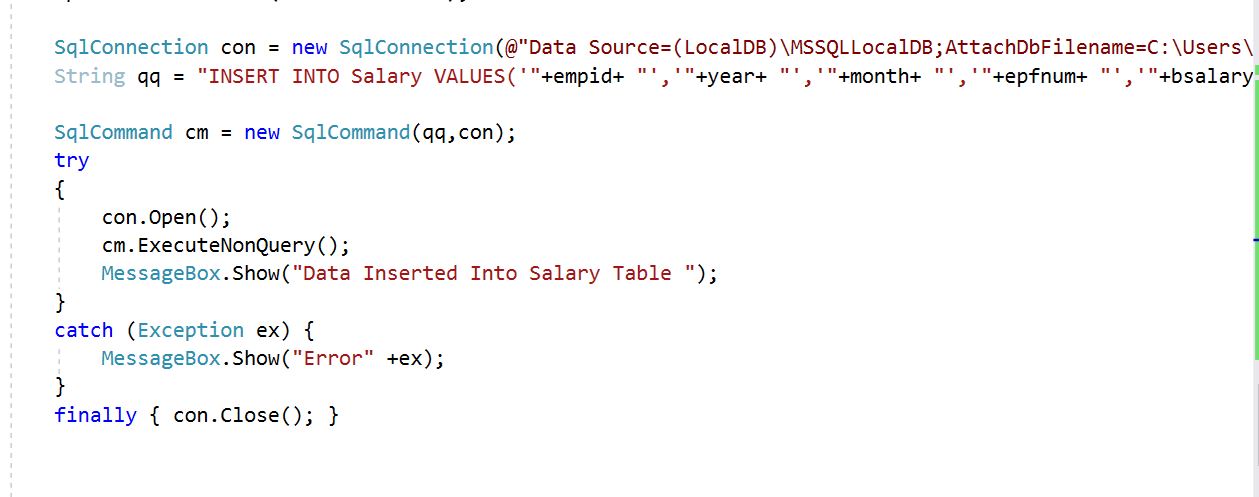 SqlConnection con = new SqlConnection(@"Data Source=(LocalDB)\MSSQLLocalDB;AttachDbFilename=C:\Users\
String qq = "INSERT INTO Salary VALUES('"+empid+ "','"+year+ "','"+month+ "','"+epfnum+ "','"+bsalary
SqlCommand cm = new SqlCommand(qq,con);
try
{
con.Open();
cm.ExecuteNonQuery();
MessageBox.Show("Data Inserted Into Salary Table ");
}
catch (Exception ex) {
MessageBox.Show("Error" +ex);
}
finally { con.Close(); }